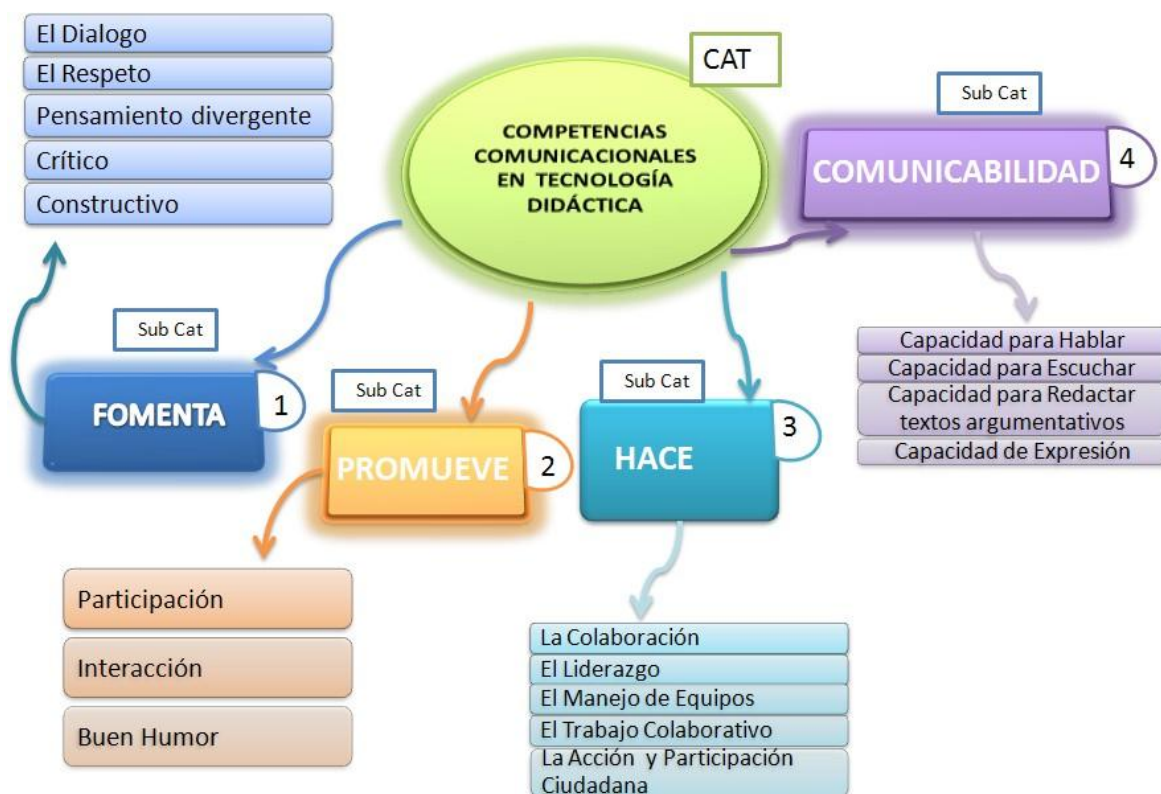 CAT
COMPETENCIAS
COMUNICACIONALES
EN TECNOLOGÍA
DIDÁCTICA
El Dialogo
El Respeto
Pensamiento divergente
Crítico
Constructivo
Sub Cat
FOMENTA
1
Sub Cat
PROMUEVE
2
Participación
Interacción
Buen Humor
Sub Cat
HACE
3
La Colaboración
El Liderazgo
El Manejo de Equipos
El Trabajo Colaborativo
La Acción y Participación
Ciudadana
Sub Cat
COMUNICABILIDAD
4
Capacidad para Hablar
Capacidad para Escuchar
Capacidad para Redactar
textos argumentativos
Capacidad de Expresión